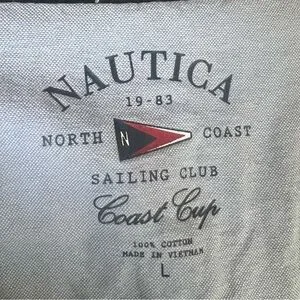 NAUTICA
19-83
NORTH N COAST
SAILING CLUB
Coast Cup
100% COTTON
MADE IN VIETNAM
L